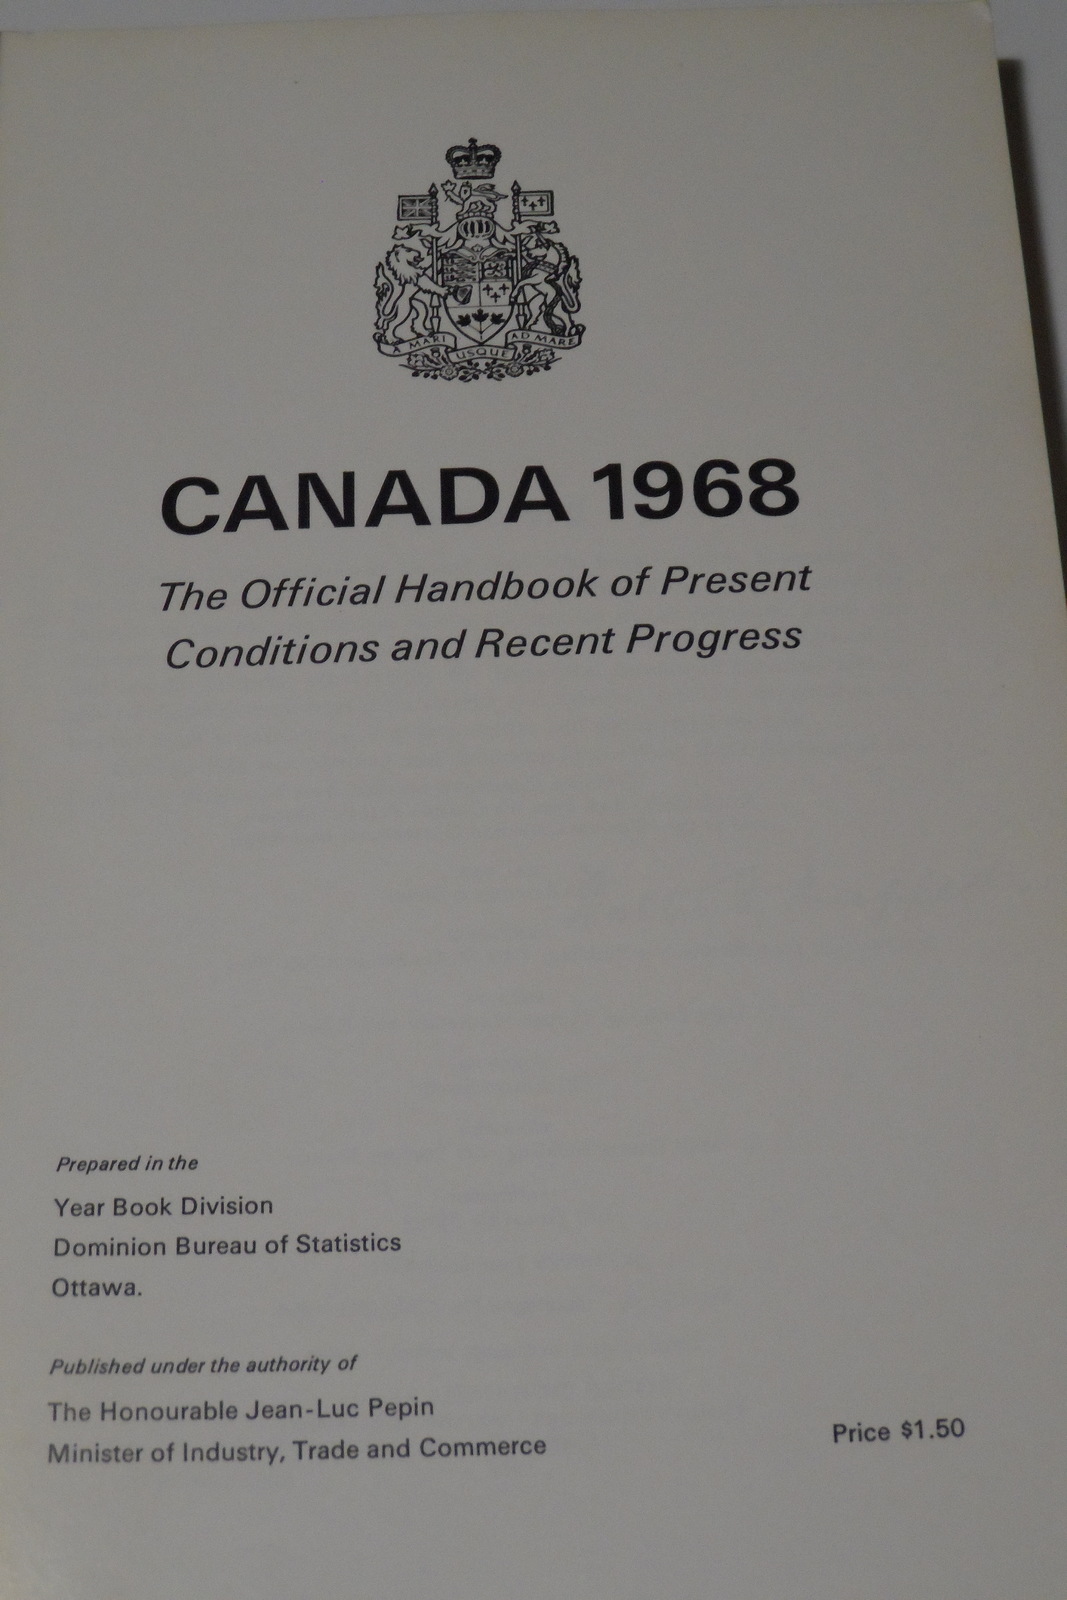 A MARI USQUE AD MARE
CANADA 1968
The Official Handbook of Present
Conditions and Recent Progress
Prepared in the
Year Book Division
Dominion Bureau of Statistics
Ottawa.
Published under the authority of
The Honourable Jean-Luc Pepin
Minister of Industry, Trade and Commerce
Price $1.50